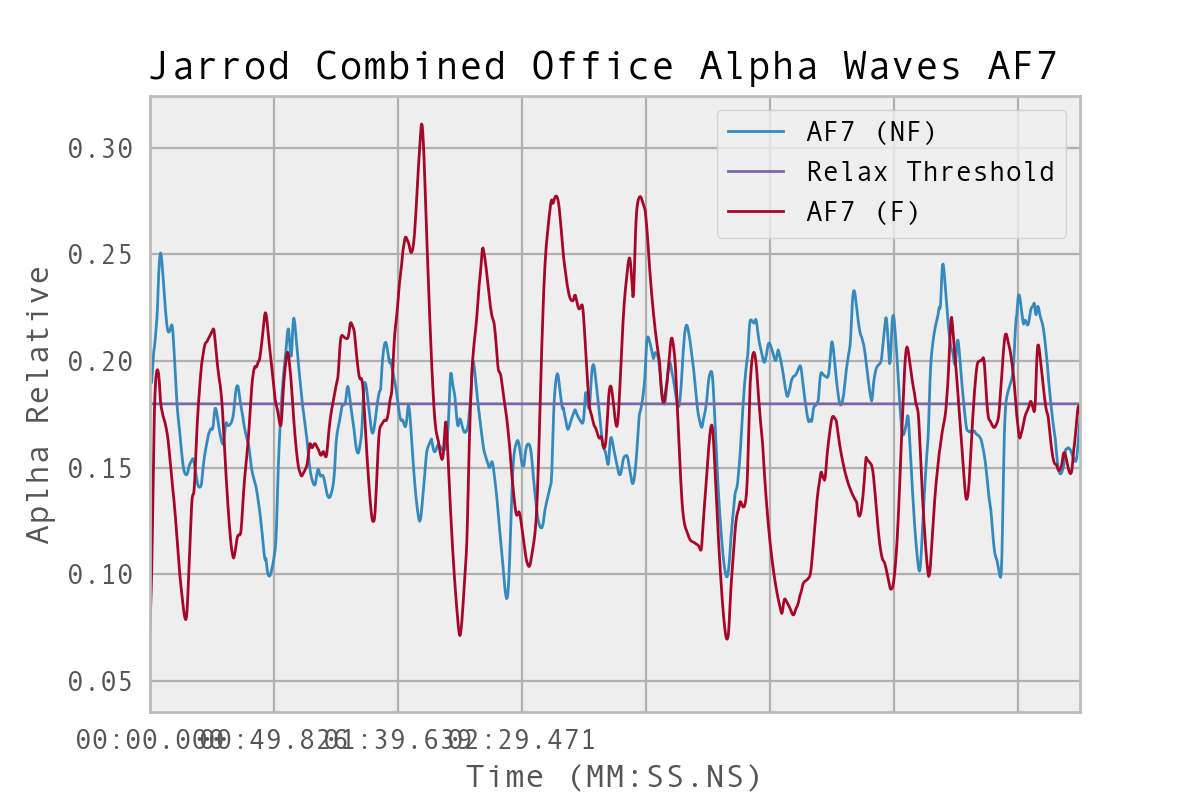 Jarrod Combined Office Alpha Waves AF7
AF7 (NF)
Relax Threshold
AF7 (F)
0.30
0.25
0.20
0.15
0.10
0.05
Aplha Relative
00:00.000 00:49.826 01:39.639 02:29.471
Time (MM:SS.NS)